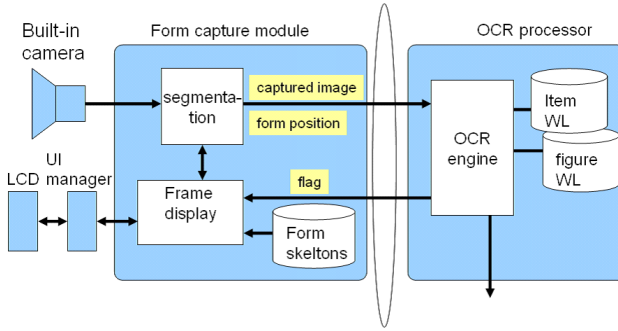 Built-in
camera
Form capture module
OCR processor
segmenta-
tion
captured image
form position
Item
WL
OCR
engine
figure
WL
UI
LCD manager
Frame
display
flag
Form
skeltons